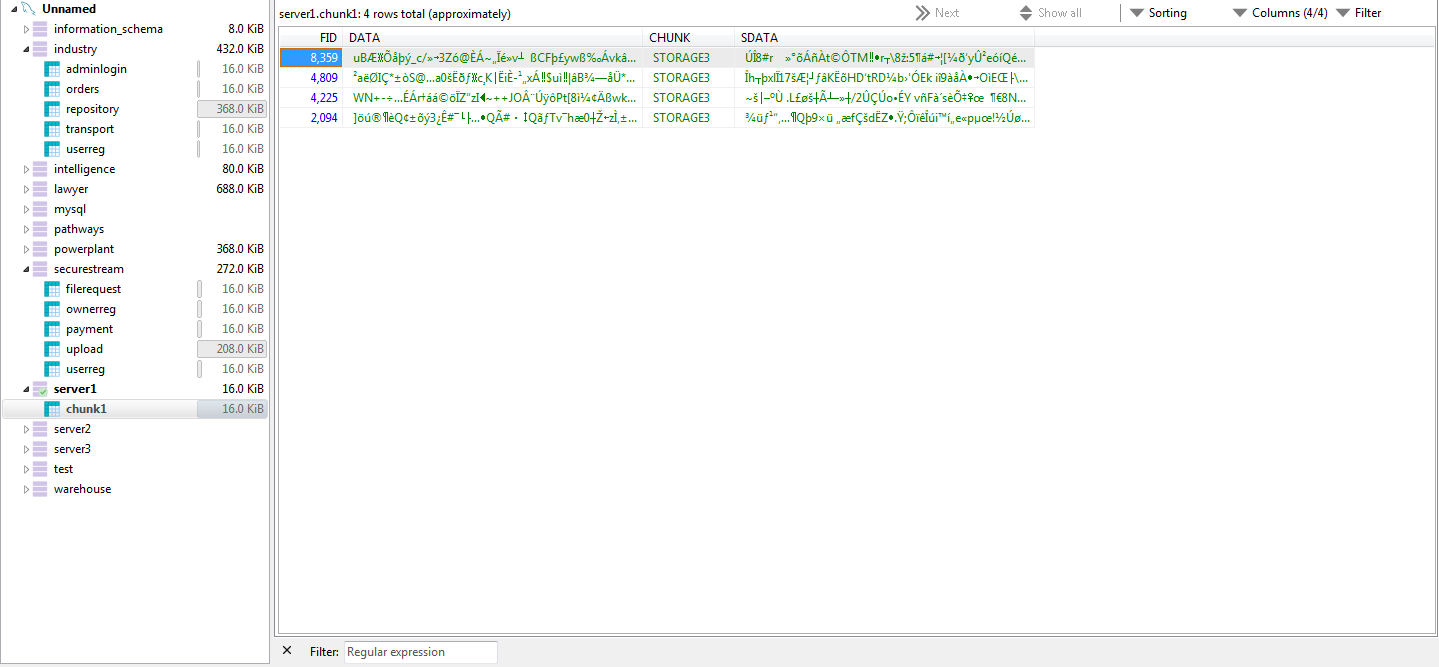 Unnamed
information_schema 8.0 KiB
industry 432.0 KiB
adminlogin 16.0 KiB
orders 16.0 KiB
repository 368.0 KiB
transport 16.0 KiB
userreg 16.0 KiB
intelligence 80.0 KiB
lawyer 688.0 KiB
mysql
pathways
powerplant 368.0 KiB
securestream 272.0 KiB
filerequest 16.0 KiB
ownerreg 16.0 KiB
payment 16.0 KiB
upload 208.0 KiB
userreg 16.0 KiB
server1 16.0 KiB
chunk1 16.0 KiB
server2
server3
test
warehouse
server1.chunk1: 4 rows total (approximately) Next Show all Sorting Columns (4/4) Filter
FID DATA CHUNK SDATA
8,359 STORAGE3
4,809 STORAGE3
4,225 STORAGE3
2,094 STORAGE3
Filter: Regular expression